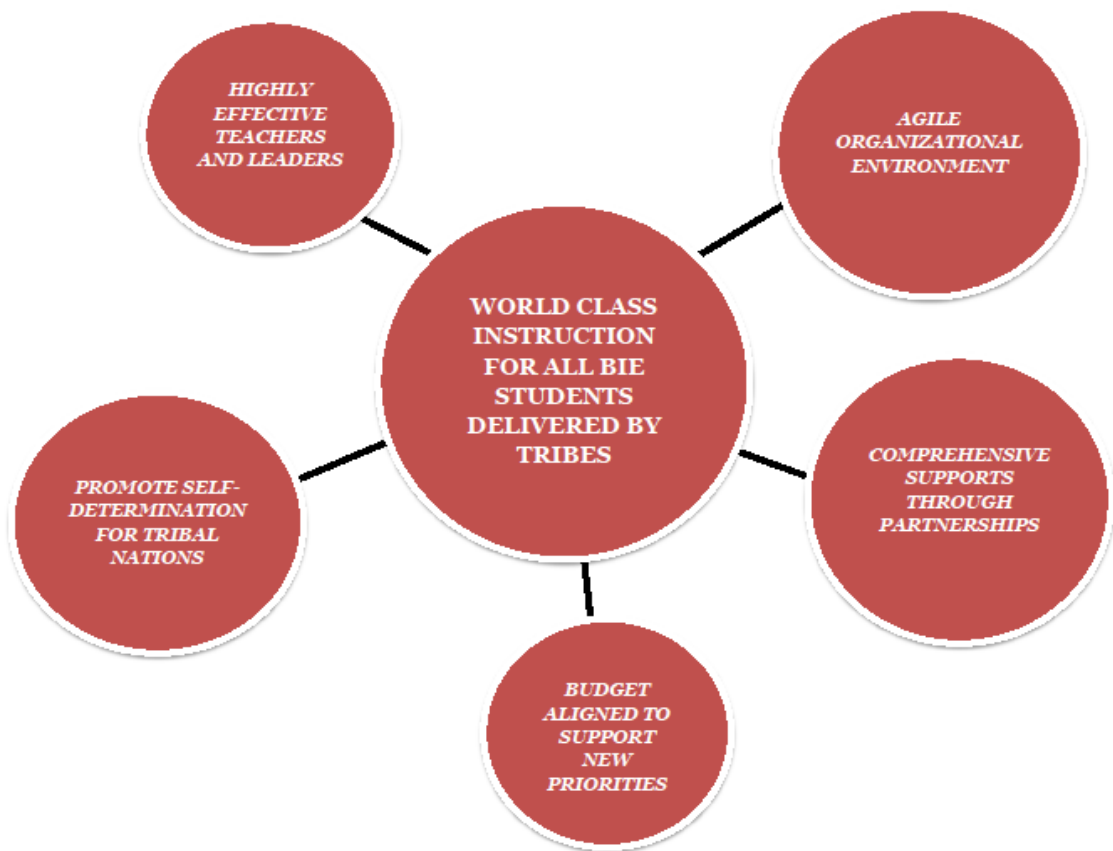 HIGHLY
EFFECTIVE
TEACHERS
AND LEADERS
AGILE
ORGANIZATIONAL
ENVIRONMENT
WORLD CLASS
INSTRUCTION
FOR ALL BIE
STUDENTS
DELIVERED BY
TRIBES
PROMOTE SELF-
DETERMINATION
FOR TRIBAL
NATIONS
COMPREHENSIVE
SUPPORTS
THROUGH
PARTNERSHIPS
BUDGET
ALIGNED TO
SUPPORT
NEW
PRIORITIES